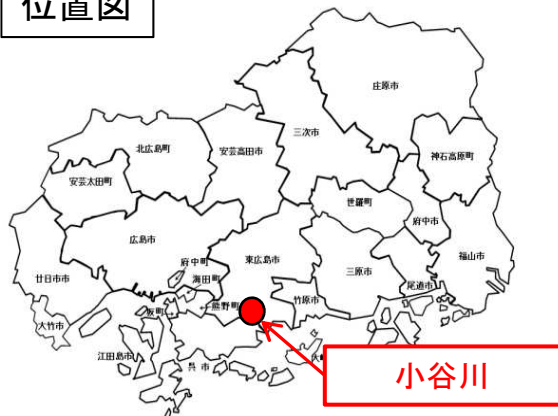 位置図
庄原市
三次市
北広島町
安芸高田市
神石高原町
安芸太田町
世羅町
府中市
広島市
府中町
東広島市
三原市
福山市
廿日市市
海田町
尾道市
熊野町
竹原市
坂町
大竹市
江田島市
呉市
小谷川